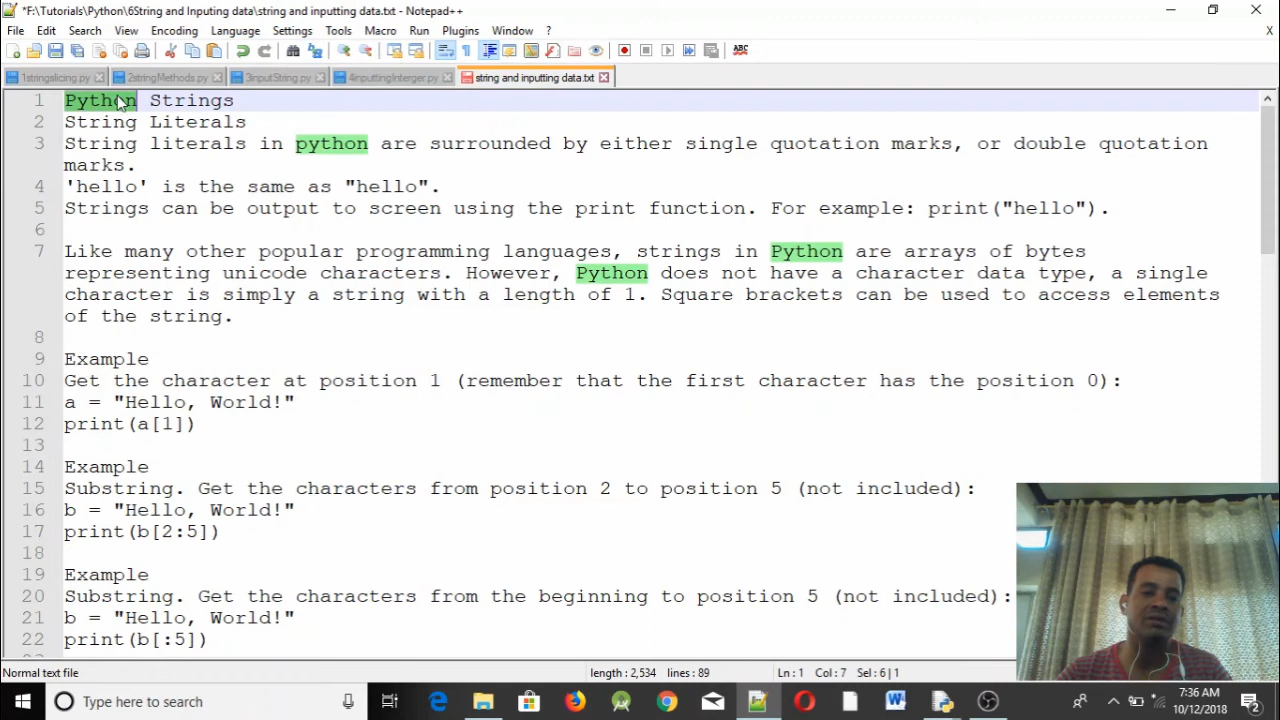 *F:\Tutorials\Python\6String and Inputing data\string and inputting data.txt - Notepad++
File Edit Search View Encoding Language Settings Tools Macro Run Plugins Window ? X
ABC
1stringslicing.py 2stringMethods.py 3inputString.py 4inputtingInterger.py string and inputting data.txt
1 Python Strings
2 String Literals
3 String literals in python are surrounded by either single quotation marks, or double quotation
marks.
4 'hello' is the same as "hello".
5 Strings can be output to screen using the print function. For example: print("hello").
6
7 Like many other popular programming languages, strings in Python are arrays of bytes
representing unicode characters. However, Python does not have a character data type, a single
character is simply a string with a length of 1. Square brackets can be used to access elements
of the string.
8
9 Example
10 Get the character at position 1 (remember that the first character has the position 0):
11 a = "Hello, World!"
12 print(a[1])
13
14 Example
15 Substring. Get the characters from position 2 to position 5 (not included):
16 b = "Hello, World!"
17 print(b[2:5])
18
19 Example
20 Substring. Get the characters from the beginning to position 5 (not included):
21 b = "Hello, World!"
22 print(b[:5])
Normal text file length : 2,534 lines : 89 Ln : 1 Col : 7 Sel : 6 | 1
Type here to search
7:36 AM
10/12/2018
2